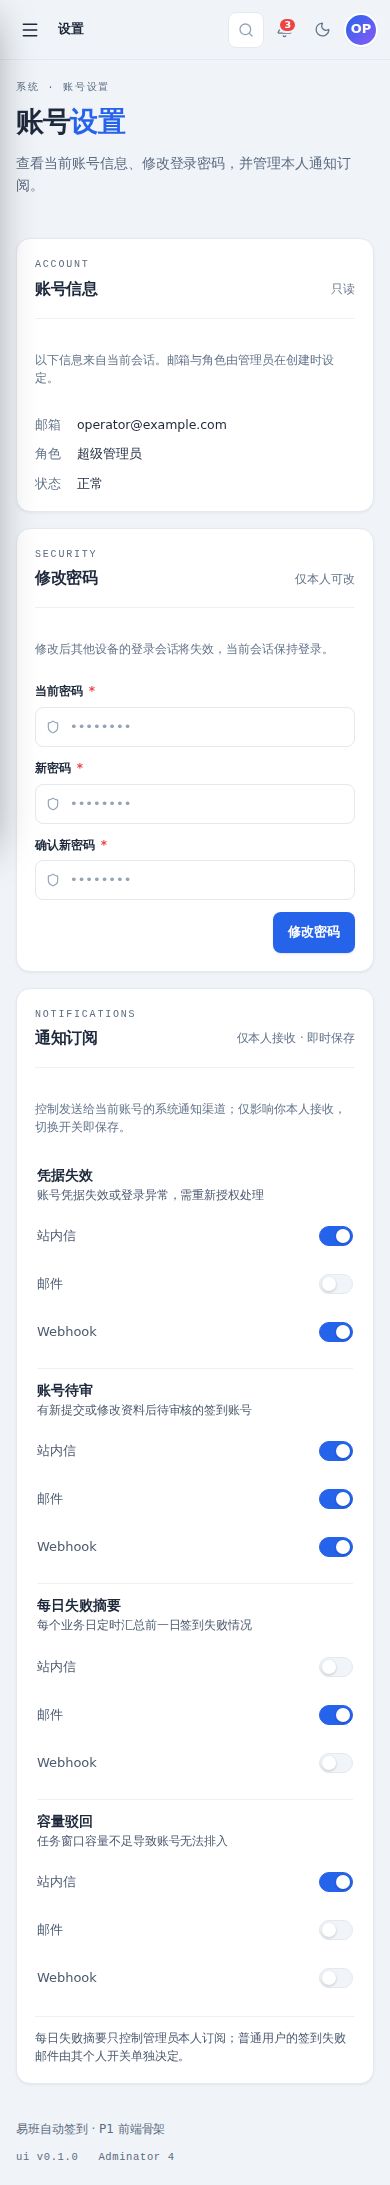 设置
3
OP
系统 · 账号设置
账号设置
查看当前账号信息、修改登录密码，并管理本人通知订
阅。
ACCOUNT
账号信息
只读
以下信息来自当前会话。邮箱与角色由管理员在创建时设
定。
邮箱 operator@example.com
角色 超级管理员
状态 正常
SECURITY
修改密码
仅本人可改
修改后其他设备的登录会话将失效，当前会话保持登录。
当前密码 *
••••••••
新密码 *
••••••••
确认新密码 *
••••••••
修改密码
NOTIFICATIONS
通知订阅
仅本人接收 · 即时保存
控制发送给当前账号的系统通知渠道；仅影响你本人接收，
切换开关即保存。
凭据失效
账号凭据失效或登录异常，需重新授权处理
站内信
邮件
Webhook
账号待审
有新提交或修改资料后待审核的签到账号
站内信
邮件
Webhook
每日失败摘要
每个业务日定时汇总前一日签到失败情况
站内信
邮件
Webhook
容量驳回
任务窗口容量不足导致账号无法排入
站内信
邮件
Webhook
每日失败摘要只控制管理员本人订阅；普通用户的签到失败
邮件由其个人开关单独决定。
易班自动签到 · P1 前端骨架
ui v0.1.0 Adminator 4